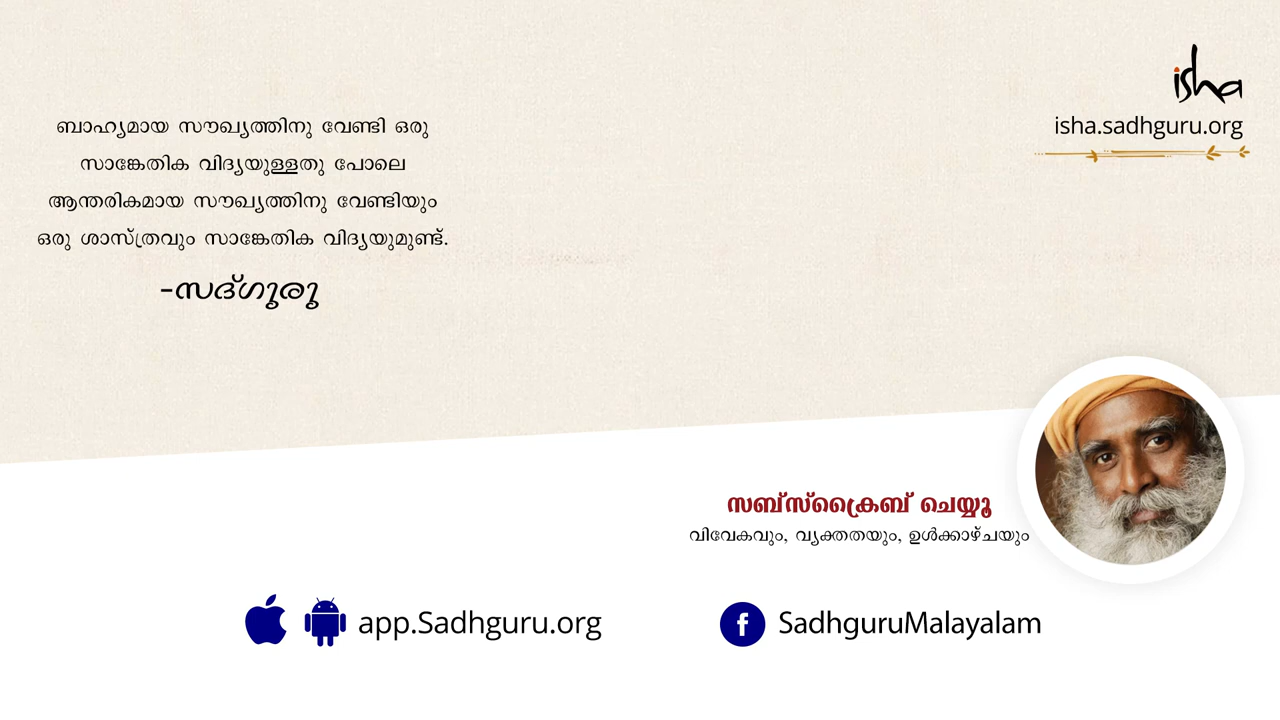 isha
isha.sadhguru.org
ബാഹ്യമായ സൗഖ്യത്തിനു വേണ്ടി ഒരു
സാങ്കേതിക വിദ്യയുള്ളതു പോലെ
ആന്തരികമായ സൗഖ്യത്തിനു വേണ്ടിയും
ഒരു ശാസ്ത്രവും സാങ്കേതിക വിദ്യയുമുണ്ട്.
-സദ്ഗുരു
സബ്സ്ക്രൈബ് ചെയ്യൂ
വിവേകവും, വ്യക്തതയും, ഉൾക്കാഴ്ചയും
app.Sadhguru.org
SadhguruMalayalam